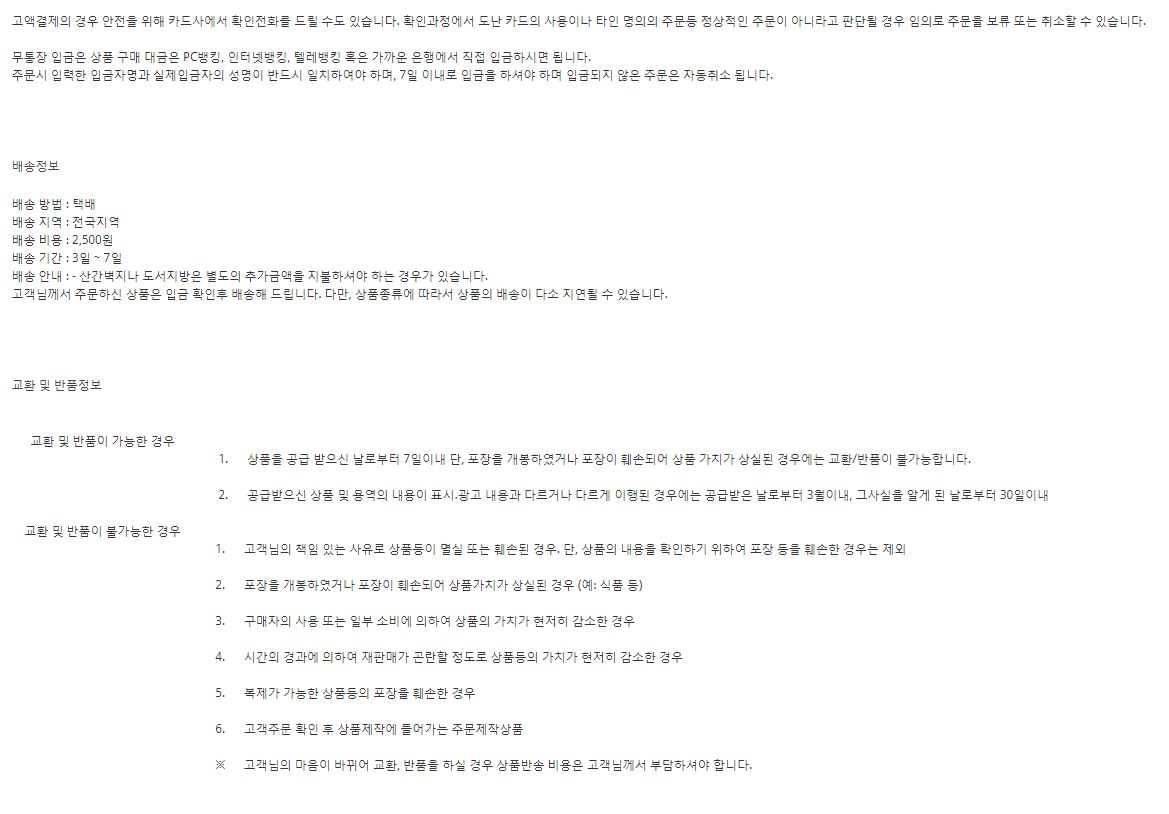 고액결제의 경우 안전을 위해 카드사에서 확인전화를 드릴 수도 있습니다. 확인과정에서 도난 카드의 사용이나 타인 명의의 주문등 정상적인 주문이 아니라고 판단될 경우 임의로 주문을 보류 또는 취소할 수 있습니다.
무통장 입금은 상품 구매 대금은 PC뱅킹, 인터넷뱅킹, 텔레뱅킹 혹은 가까운 은행에서 직접 입금하시면 됩니다.
주문시 입력한 입금자명과 실제입금자의 성명이 반드시 일치하여야 하며, 7일 이내로 입금을 하셔야 하며 입금되지 않은 주문은 자동취소 됩니다.
배송정보
배송 방법 : 택배
배송 지역 : 전국지역
배송 비용 : 2,500원
배송 기간 : 3일 ~ 7일
배송 안내 : - 산간벽지나 도서지방은 별도의 추가금액을 지불하셔야 하는 경우가 있습니다.
고객님께서 주문하신 상품은 입금 확인후 배송해 드립니다. 다만, 상품종류에 따라서 상품의 배송이 다소 지연될 수 있습니다.
교환 및 반품정보
교환 및 반품이 가능한 경우
1. 상품을 공급 받으신 날로부터 7일이내 단, 포장을 개봉하였거나 포장이 훼손되어 상품 가치가 상실된 경우에는 교환/반품이 불가능합니다.
2. 공급받으신 상품 및 용역의 내용이 표시.광고 내용과 다르거나 다르게 이행된 경우에는 공급받은 날로부터 3월이내, 그사실을 알게 된 날로부터 30일이내
교환 및 반품이 불가능한 경우
1. 고객님의 책임 있는 사유로 상품등이 멸실 또는 훼손된 경우. 단, 상품의 내용을 확인하기 위하여 포장 등을 훼손한 경우는 제외
2. 포장을 개봉하였거나 포장이 훼손되어 상품가치가 상실된 경우 (예: 식품 등)
3. 구매자의 사용 또는 일부 소비에 의하여 상품의 가치가 현저히 감소한 경우
4. 시간의 경과에 의하여 재판매가 곤란할 정도로 상품등의 가치가 현저히 감소한 경우
5. 복제가 가능한 상품등의 포장을 훼손한 경우
6. 고객주문 확인 후 상품제작에 들어가는 주문제작상품
※ 고객님의 마음이 바뀌어 교환, 반품을 하실 경우 상품반송 비용은 고객님께서 부담하셔야 합니다.